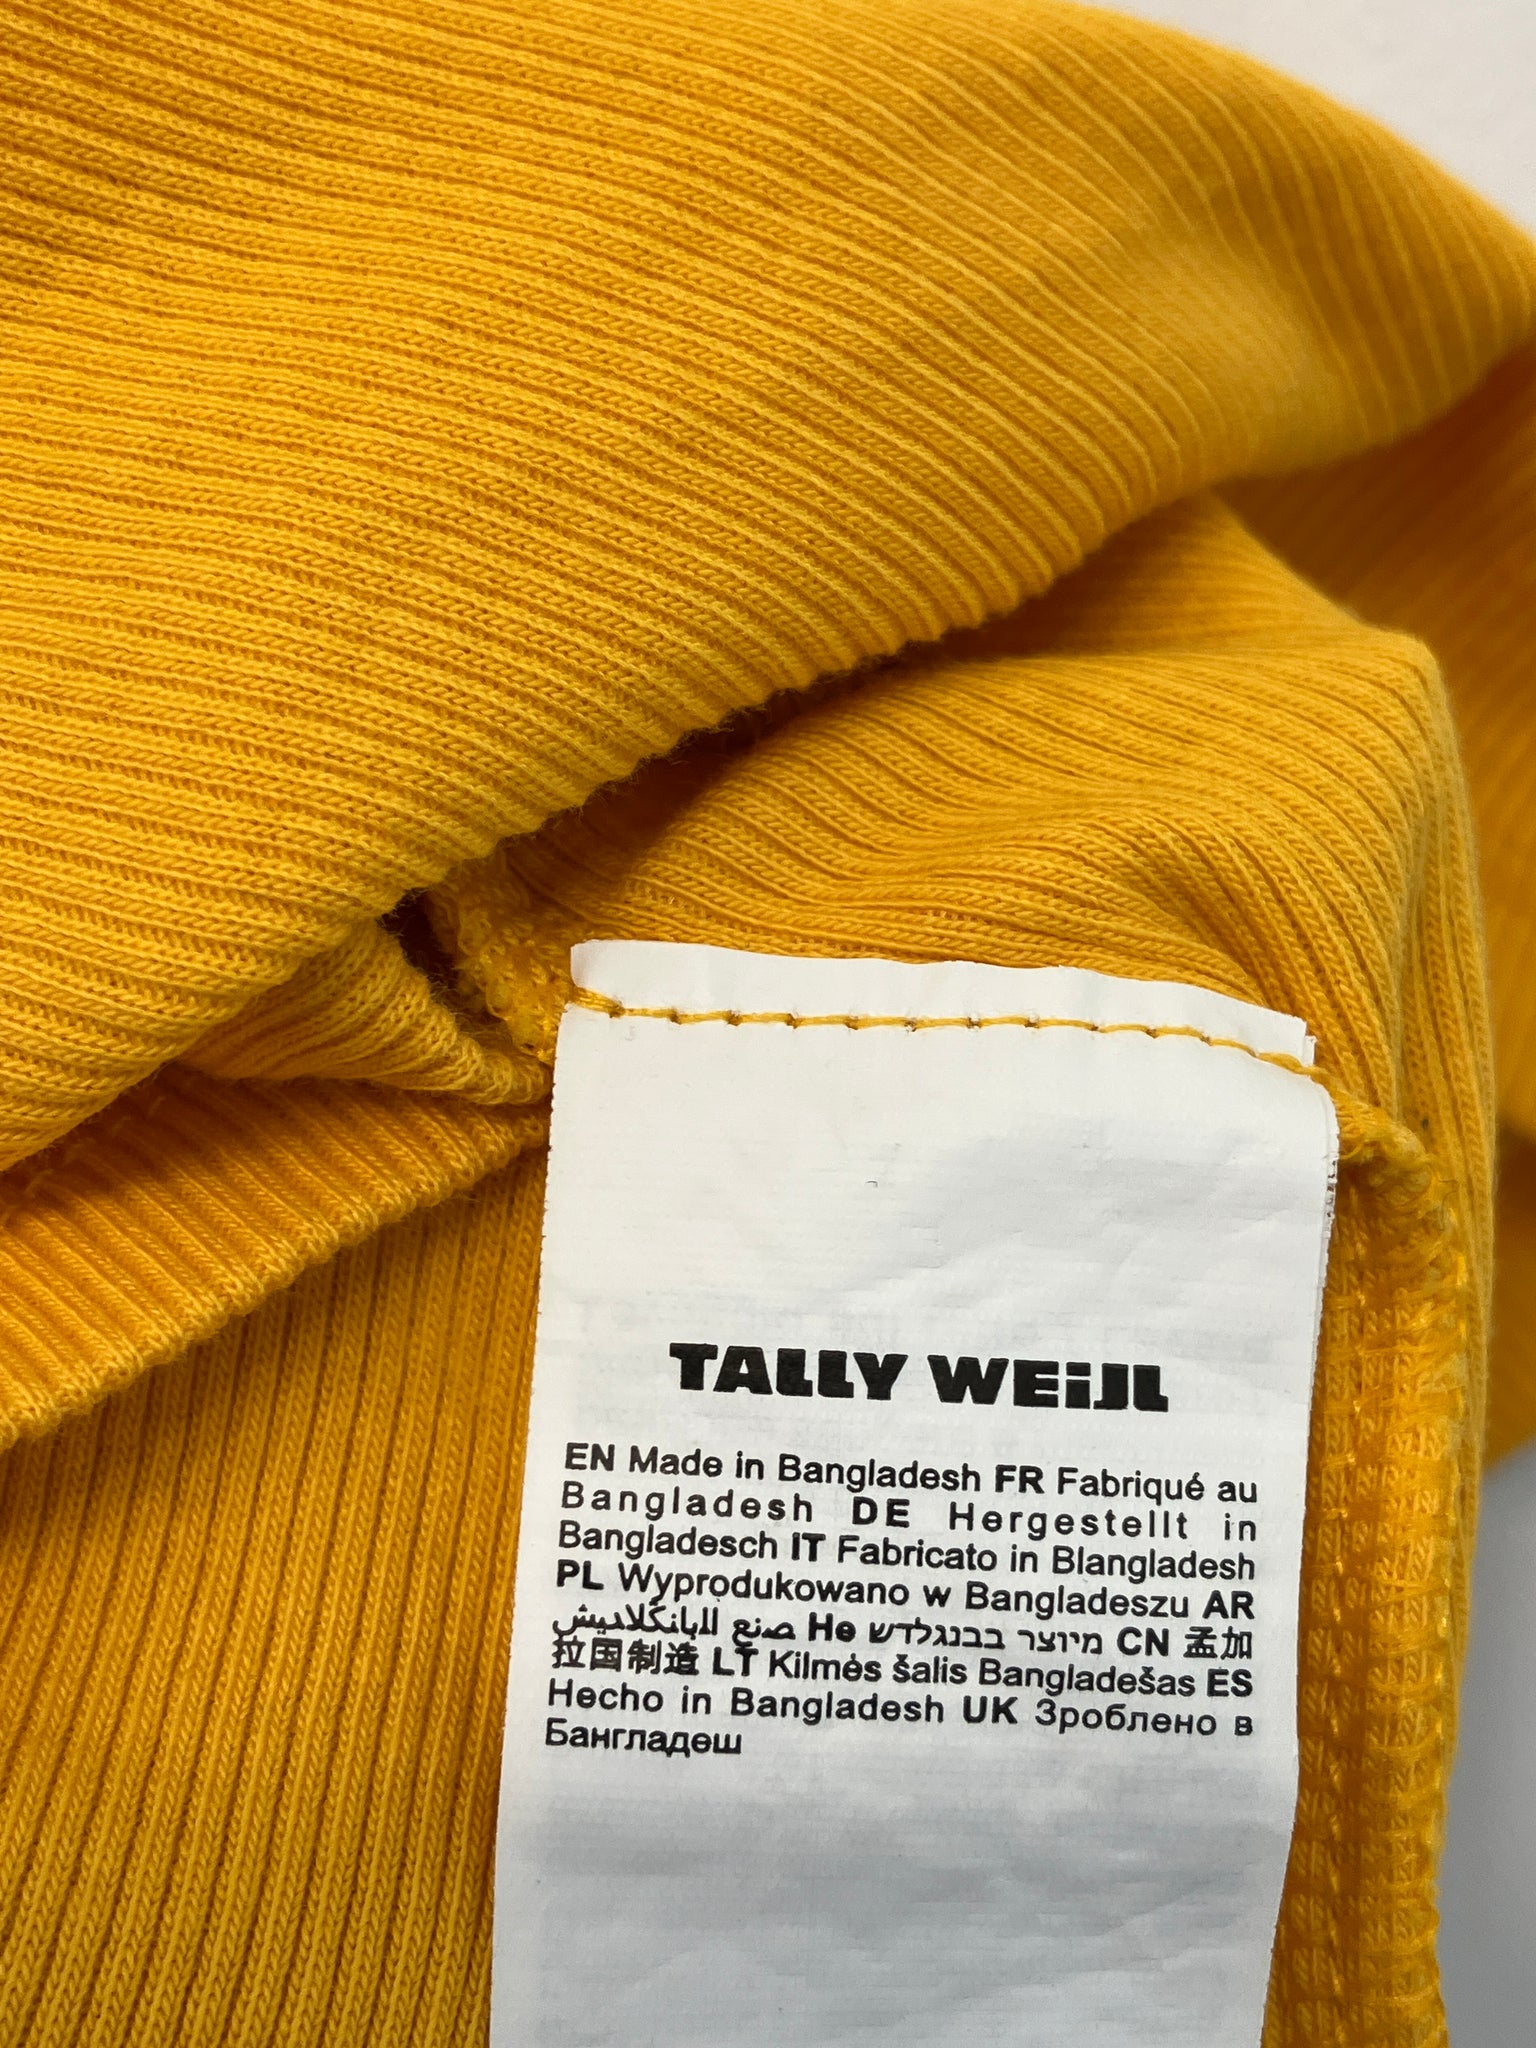 TALLY WEiJL
EN Made in Bangladesh FR Fabriqué au
Bangladesh DE Hergestellt in
Bangladesch IT Fabricato in Blangladesh
PL Wyprodukowano w Bangladeszu AR
صنع لابانكلاديش He מיוצר בבנגלדש CN 孟加
拉国制造 LT Kilmės šalis Bangladešas ES
Hecho in Bangladesh UK Зроблено в
Бангладеш